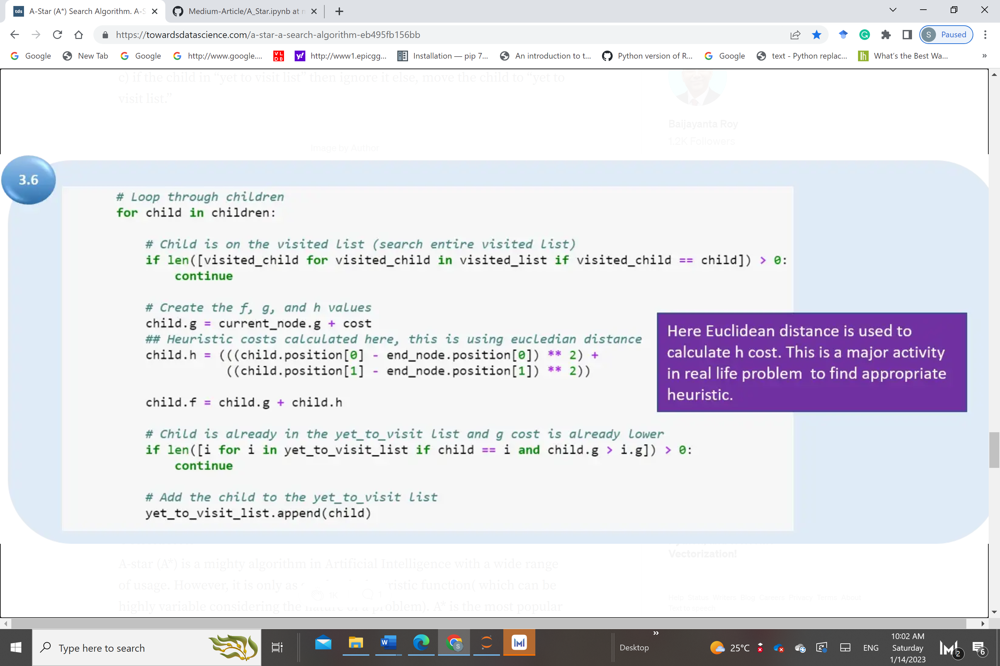 tds A-Star (A*) Search Algorithm. A-S
Medium-Article/A_Star.ipynb at m
https://towardsdatascience.com/a-star-a-search-algorithm-eb495fb156bb
S Paused
Google
New Tab
Google
http://www.google....
VL
DB
y!
http://www1.epicgg...
Installation — pip 7...
An introduction to t...
Python version of R...
Google
text - Python replac...
lh
What's the Best Wa...
»
c) if the child in “yet to visit list” then ignore it else, move the child to “yet to
visit list.”
Baijayanta Roy
1.2K Followers
Image by Author
3.6
# Loop through children
for child in children:
# Child is on the visited list (search entire visited list)
if len([visited_child for visited_child in visited_list if visited_child == child]) > 0:
continue
# Create the f, g, and h values
child.g = current_node.g + cost
## Heuristic costs calculated here, this is using eucledian distance
child.h = (((child.position[0] - end_node.position[0]) ** 2) +
((child.position[1] - end_node.position[1]) ** 2))
child.f = child.g + child.h
# Child is already in the yet_to_visit list and g cost is already lower
if len([i for i in yet_to_visit_list if child == i and child.g > i.g]) > 0:
continue
# Add the child to the yet_to_visit list
yet_to_visit_list.append(child)
Here Euclidean distance is used to
calculate h cost. This is a major activity
in real life problem to find appropriate
heuristic.
Vectorization!
A-star (A*) is a mighty algorithm in Artificial Intelligence with a wide range
of usage. However, it is only as function( which can be
highly variable considering the nature of a problem). A* is the most popular
1K 1
Help Status Writers Blog Careers Privacy Terms About
Text to speech
Type here to search
W
S
Desktop
»
25°C
ENG
10:02 AM
Saturday
1/14/2023
2
6